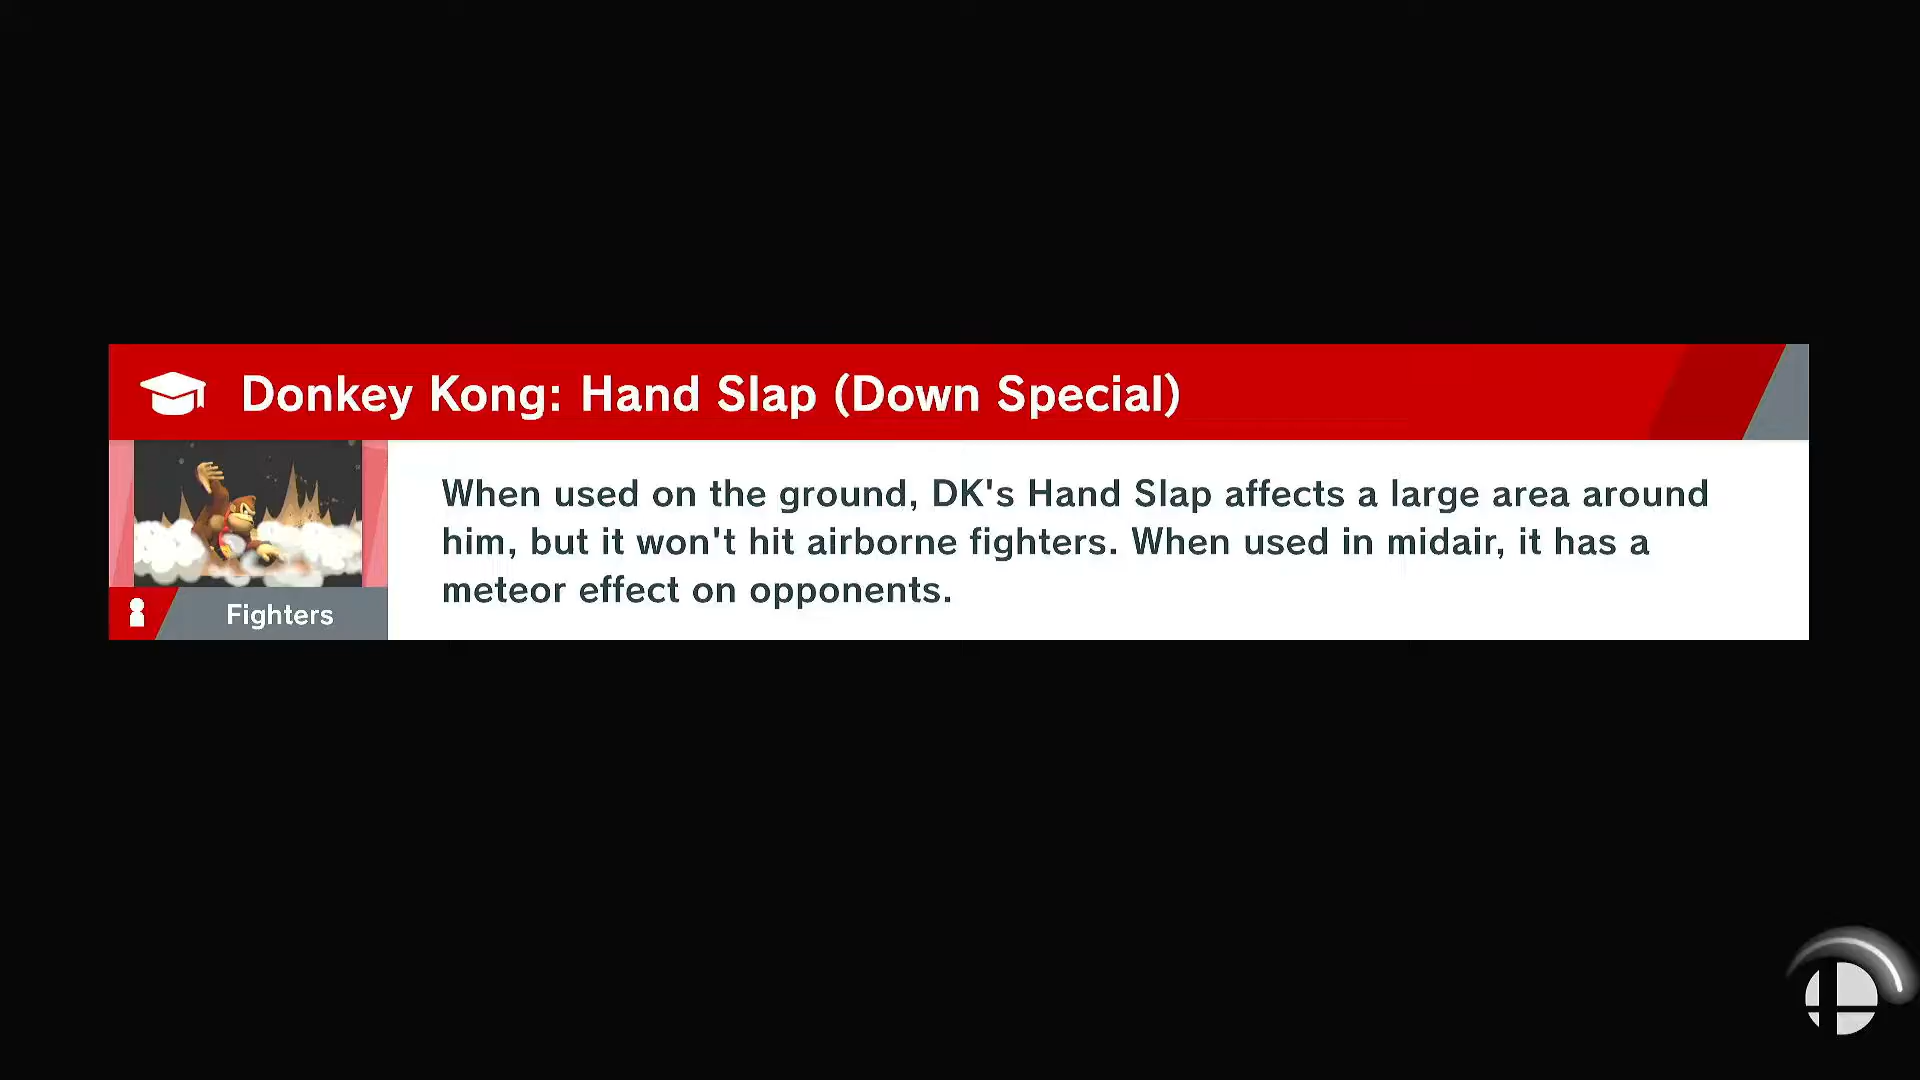 Donkey Kong: Hand Slap (Down Special)
When used on the ground, DK's Hand Slap affects a large area around
him, but it won't hit airborne fighters. When used in midair, it has a
meteor effect on opponents.
Fighters